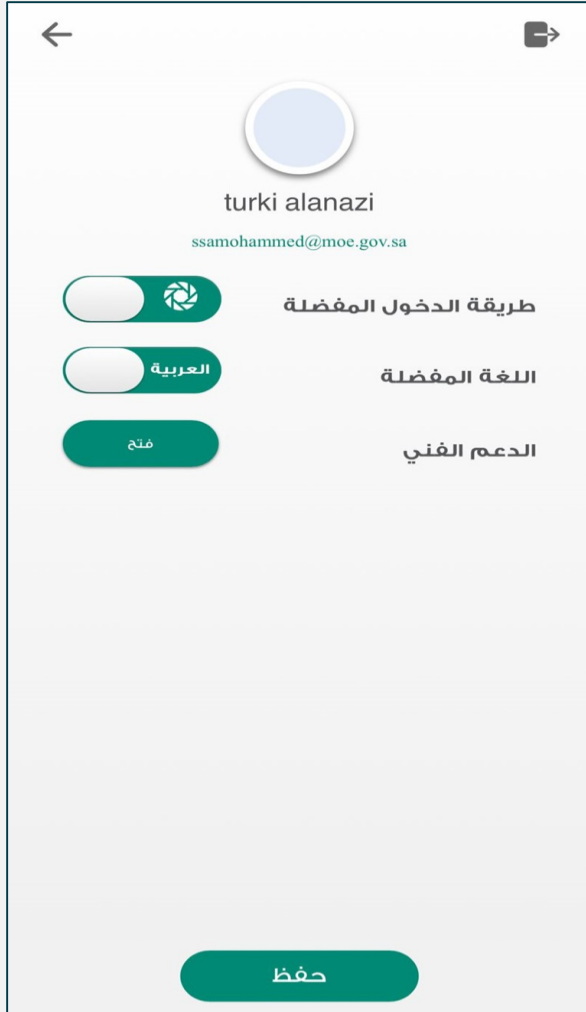 turki alanazi
ssamohammed@moe.gov.sa
طريقة الدخول المفضلة
اللغة المفضلة العربية
الدعم الفني فتح
حفظ